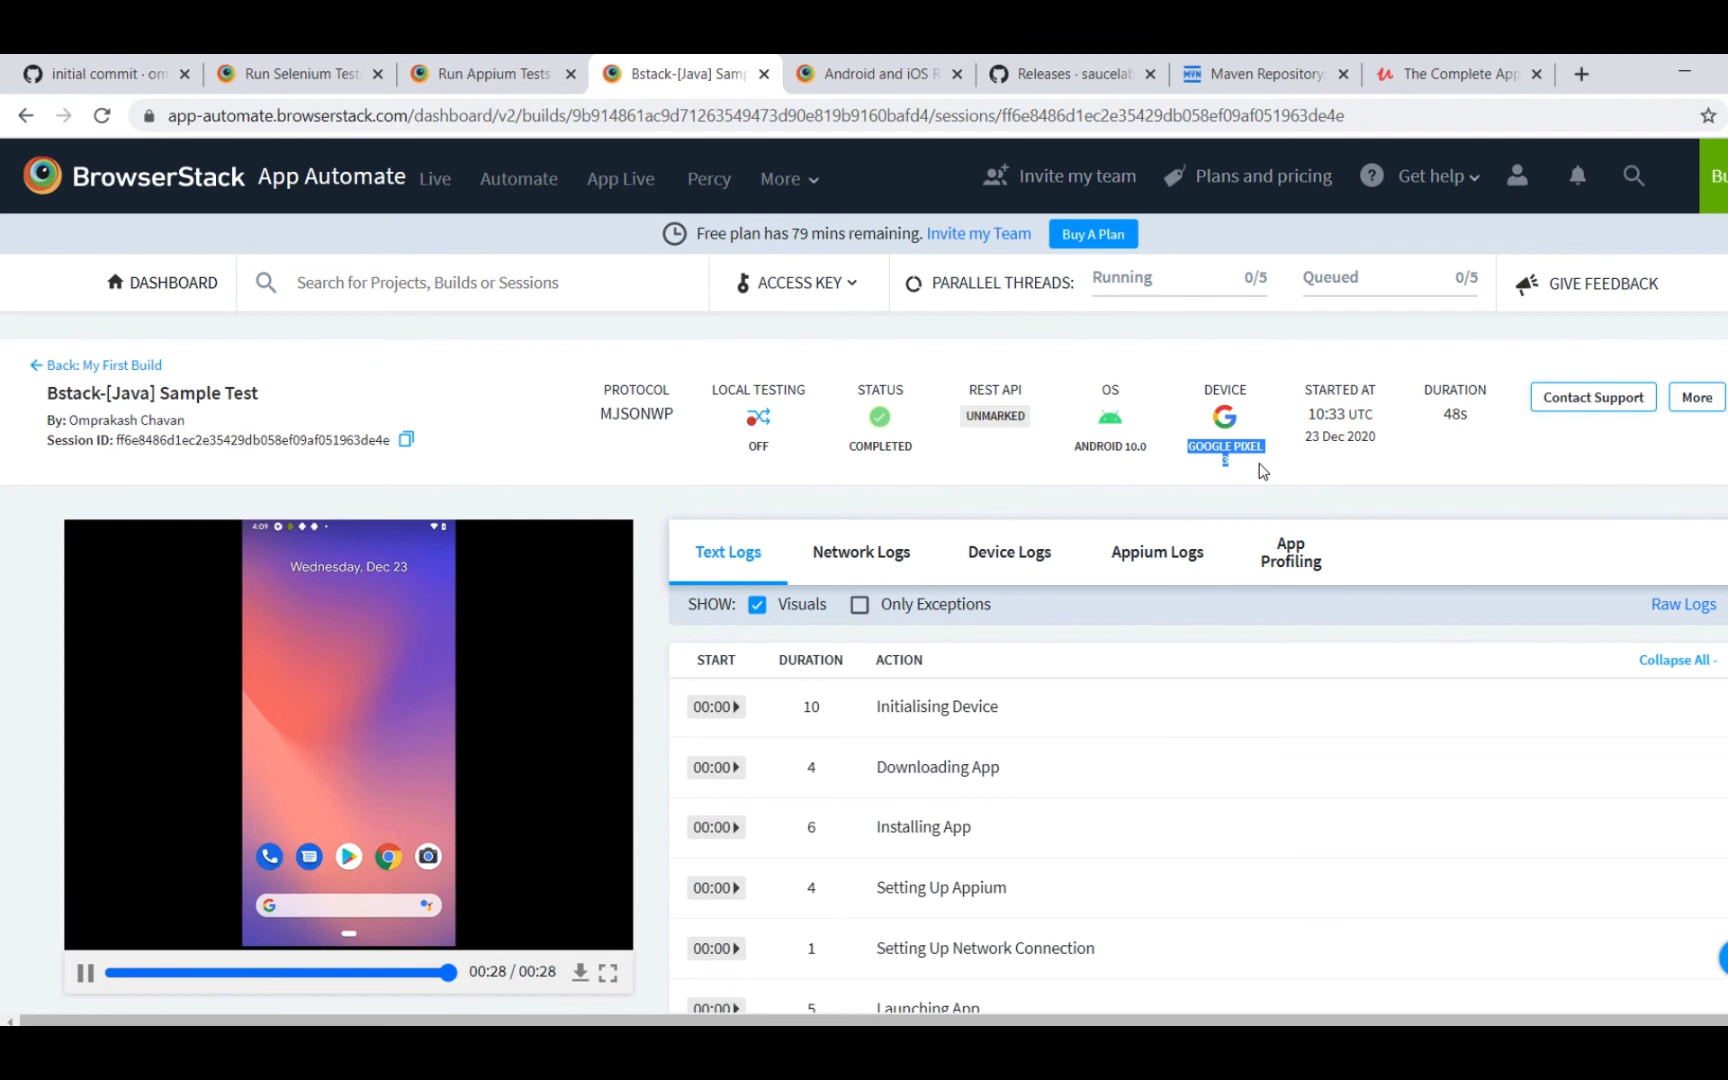 initial commit · om
Run Selenium Test
Run Appium Tests
Bstack-[Java] Samp
Android and iOS R
Releases · saucelab
Maven Repository:
The Complete App
app-automate.browserstack.com/dashboard/v2/builds/9b914861ac9d71263549473d90e819b9160bafd4/sessions/ff6e8486d1ec2e35429db058ef09af051963de4e
BrowserStack App Automate Live Automate App Live Percy More
Invite my team
Plans and pricing
? Get help
Bu
Free plan has 79 mins remaining. Invite my Team
Buy A Plan
DASHBOARD
Search for Projects, Builds or Sessions
ACCESS KEY
PARALLEL THREADS:
Running 0/5
Queued 0/5
GIVE FEEDBACK
Back: My First Build
Bstack-[Java] Sample Test
By: Omprakash Chavan
Session ID: ff6e8486d1ec2e35429db058ef09af051963de4e
PROTOCOL
MJSONWP
LOCAL TESTING
OFF
STATUS
COMPLETED
REST API
UNMARKED
OS
ANDROID 10.0
DEVICE
GOOGLE PIXEL
3
STARTED AT
10:33 UTC
23 Dec 2020
DURATION
48s
Contact Support
More
4:09
Wednesday, Dec 23
00:28 / 00:28
Text Logs
Network Logs
Device Logs
Appium Logs
App
Profiling
SHOW: Visuals Only Exceptions
Raw Logs
START DURATION ACTION
Collapse All -
00:00 10 Initialising Device
00:00 4 Downloading App
00:00 6 Installing App
00:00 4 Setting Up Appium
00:00 1 Setting Up Network Connection
00:00 5 Launching App